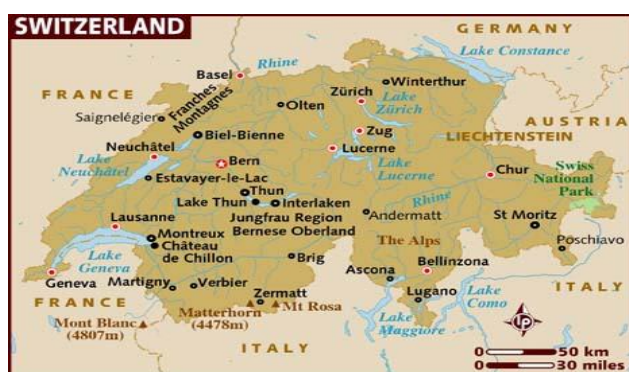 SWITZERLAND
GERMANY
Lake Constance
Rhine
Basel
Winterthur
FRANCE
Franches
Montagnes
Olten
Zürich
Lake
Zürich
Saignelégier
AUSTRIA
Biel-Bienne
Zug
LIECHTENSTEIN
Neuchâtel
Lucerne
Lake
Lucerne
Lake
Neuchâtel
Bern
Chur
Swiss
National
Park
Estavayer-le-Lac
Thun
Rhine
Lake Thun
Interlaken
Lausanne
Jungfrau Region
Bernese Oberland
Andermatt
St Moritz
Montreux
The Alps
Poschiavo
Château
de Chillon
Lake
Geneva
Brig
Bellinzona
Ascona
Geneva
Martigny
Verbier
Lugano
ITALY
FRANCE
Zermatt
Mt Rosa
Lake
Como
Matterhorn
(4478m)
Mont Blanc
(4807m)
Lake
Maggiore
ITALY
LP
0
50 km
0
30 miles